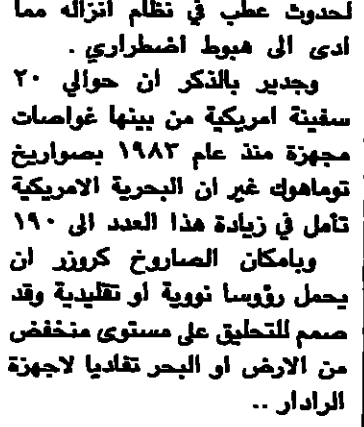 لحدوث عطب في نظام انزاله مما
ادى الى هبوط اضطراري .
وجدير بالذكر ان حوالي ٢٠
سفينة امريكية من بينها غواصات
مجهزة منذ عام ١٩٨٣ بصواريخ
توماهوك غير ان البحرية الامريكية
تأمل في زيادة هذا العدد الى ١٩٠
وبامكان الصاروخ كروزر ان
يحمل رؤوسا نووية او تقليدية وقد
صمم للتحليق على مستوى منخفض
من الارض او البحر تفاديا لاجهزة
الرادار ..